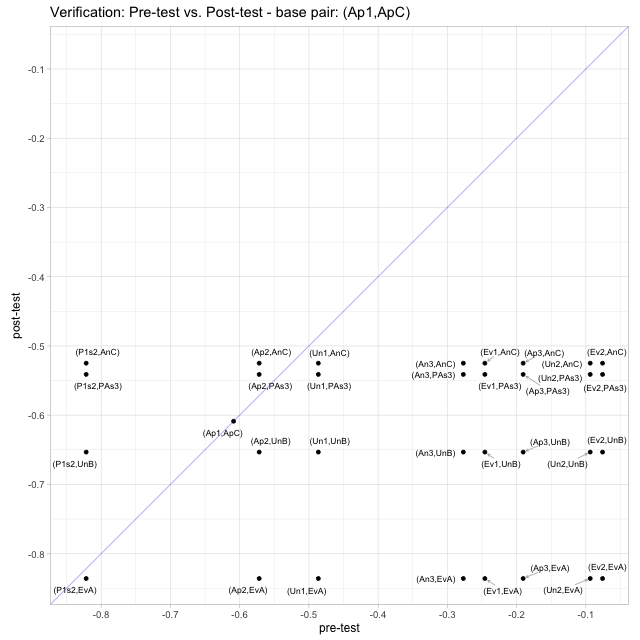 Verification: Pre-test vs. Post-test - base pair: (Ap1,ApC)
-0.1
-0.2
-0.3
-0.4
-0.5
-0.6
-0.7
-0.8
post-test
(P1s2,AnC)
(Ap2,AnC)
(Un1,AnC)
(An3,AnC)
(Ev1,AnC)
(Ap3,AnC)
(Un2,AnC)
(Ev2,AnC)
(P1s2,PAs3)
(Ap2,PAs3)
(Un1,PAs3)
(An3,PAs3)
(Ev1,PAs3)
(Ap3,PAs3)
(Un2,PAs3)
(Ev2,PAs3)
(Ap1,ApC)
(P1s2,UnB)
(Ap2,UnB)
(Un1,UnB)
(An3,UnB)
(Ev1,UnB)
(Ap3,UnB)
(Un2,UnB)
(Ev2,UnB)
(P1s2,EvA)
(Ap2,EvA)
(Un1,EvA)
(An3,EvA)
(Ev1,EvA)
(Ap3,EvA)
(Un2,EvA)
(Ev2,EvA)
-0.8
-0.7
-0.6
-0.5
-0.4
-0.3
-0.2
-0.1
pre-test